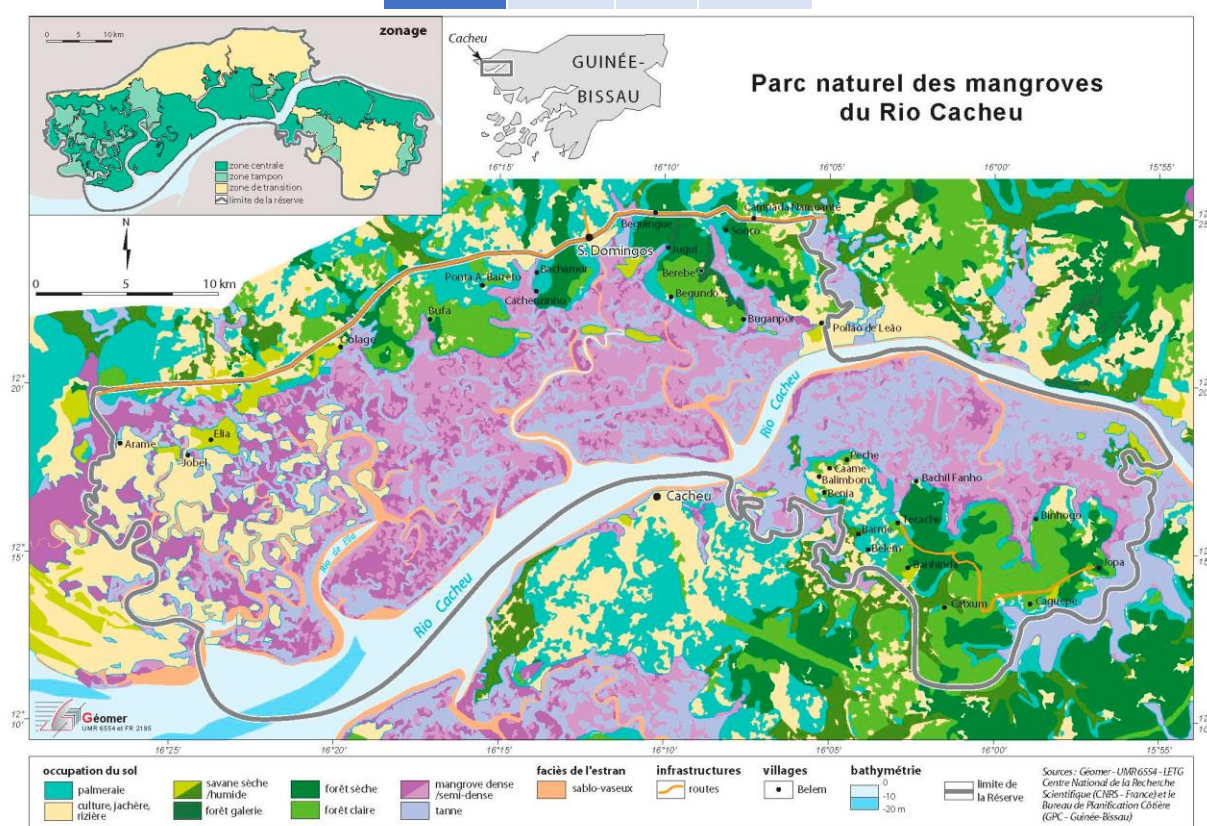 zonage
0 5 10 km
zone centrale
zone tampon
zone de transition
limite de la réserve
Cacheu
GUINÉE-
BISSAU
Parc naturel des mangroves
du Rio Cacheu
16°15' 16°10' 16°05' 16°00' 15°55'
N
0 5 10 km
12°
20'
12°
15'
12°
10'
Beguingue
Campada Namoante
S. Domingos
Sonco
Jugui
Ponta A. Barreto
Bachamur
Berebe
Cacheuzinho
Begundo
Bufa
Buganpor
Poilão de Leão
Colage
Rio Cacheu
Elia
Arame
Jobel
Peche
Caame
Balimbom
Bachil Fanho
Benia
Cacheu
Tecache
Binhogo
Barrue
Belem
Rio de Elia
Banhinda
Jopa
Rio Cacheu
Catxum
Caguepe
Géomer
UMR 6554 et FR 2195
16°25' 16°20' 16°15' 16°10' 16°05' 16°00' 15°55'
occupation du sol
palmeraie
culture, jachère,
rizière
savane sèche
/humide
forêt galerie
forêt sèche
forêt claire
mangrove dense
/semi-dense
tanne
faciès de l'estran
sablo-vaseux
infrastructures
routes
villages
Belem
bathymétrie
0
-10
-20 m
limite de
la Réserve
Sources : Géomer - UMR6554 - LETG
Centre National de la Recherche
Scientifique (CNRS - France) et le
Bureau de Planification Côtière
(GPC - Guinée-Bissau)